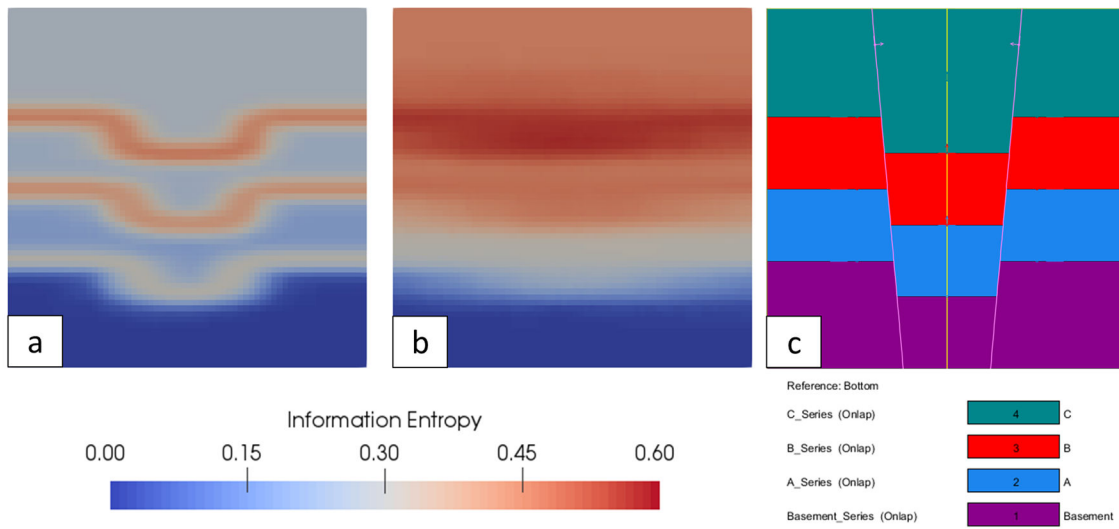 a
b
c
Information Entropy
0.00 0.15 0.30 0.45 0.60
Reference: Bottom
C_Series (Onlap) 4 C
B_Series (Onlap) 3 B
A_Series (Onlap) 2 A
Basement_Series (Onlap) 1 Basement